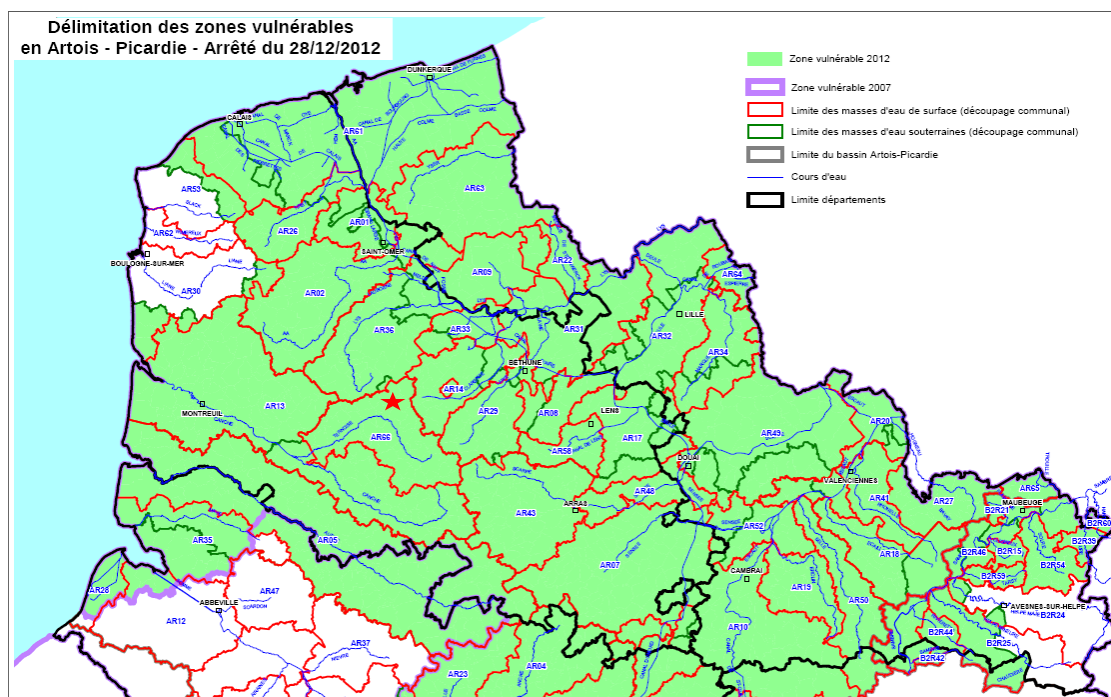 Délimitation des zones vulnérables
en Artois - Picardie - Arrêté du 28/12/2012
Zone vulnérable 2012
Zone vulnérable 2007
Limite des masses d'eau de surface (découpage communal)
Limite des masses d'eau souterraines (découpage communal)
Limite du bassin Artois-Picardie
Cours d'eau
Limite départements
DUNKERQUE
CALAIS
AR61
AR53
SLACK
AR63
AR62
AR26
AR01
SAINT-OMER
BOULOGNE-SUR-MER
LIANE
AR30
AR02
AR09
AR22
AR64
LILLE
AR36
AR33
AR31
AR32
AR34
BETHUNE
AR14
MONTREUIL
AR13
AR66
AR29
AR08
LENS
AR58
AR17
AR49
AR20
DOUAI
VALENCIENNES
CANCHE
AR43
ARRAS
AR48
AR41
AR27
AR65
MAUBEUGE
B2R21
B2R60
AR35
AR05
AR52
AR18
B2R46
B2R15
B2R39
B2R54
AR07
CAMBRAI
AR19
AR50
B2R59
AR28
AR47
ABBEVILLE
SCARDON
AR12
AVESNES-SUR-HELPE
B2R24
AR37
AR10
B2R44
B2R25
B2R42
AR23
AR04